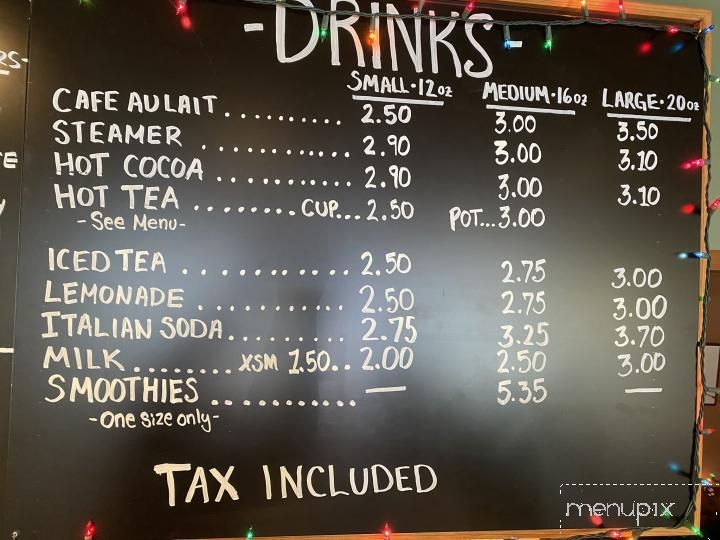 -DRINKS-
SMALL·12oz MEDIUM·16oz LARGE·20oz
CAFE AU LAIT .......... 2.50 3.00 3.50
STEAMER ............ 2.90 3.00 3.10
HOT COCOA .......... 2.90 3.00 3.10
HOT TEA ........ CUP... 2.50 POT... 3.00
-See Menu-
ICED TEA ............ 2.50 2.75 3.00
LEMONADE ........... 2.50 2.75 3.00
ITALIAN SODA......... 2.75 3.25 3.70
MILK ........ XSM 1.50.. 2.00 2.50 3.00
SMOOTHIES ........... — 5.35 —
-One Size only-
TAX INCLUDED
menupix